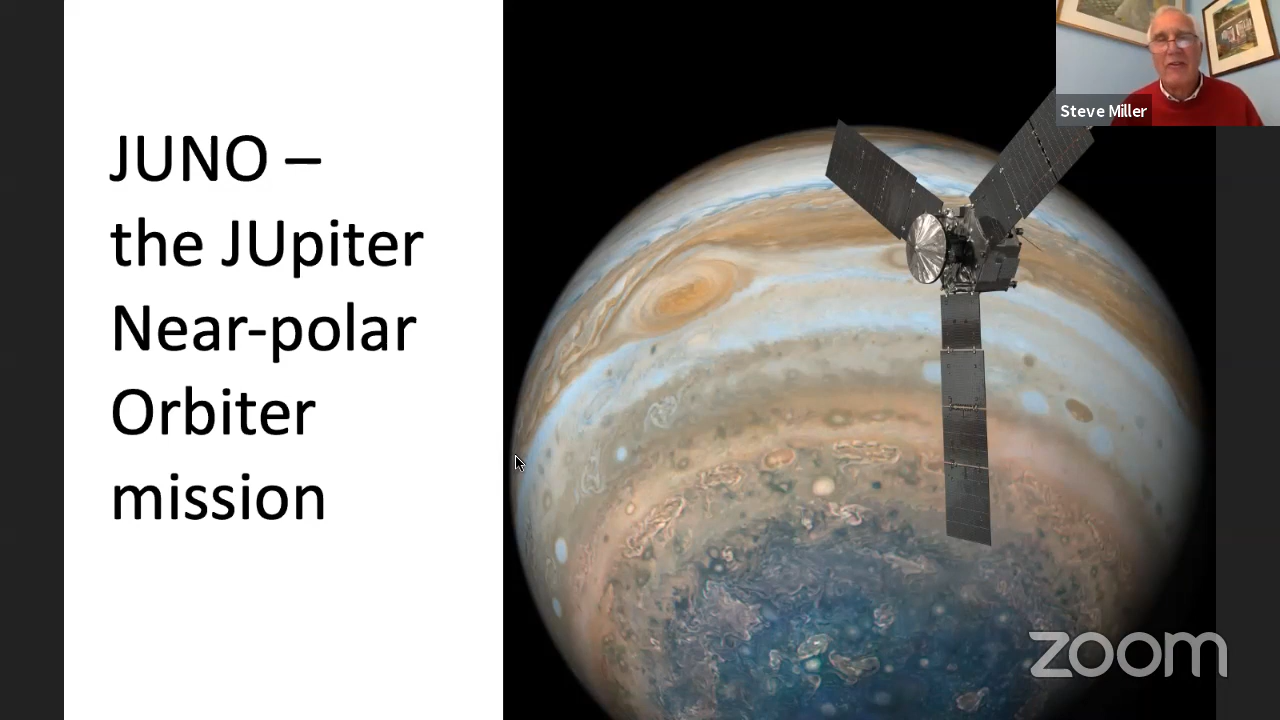 JUNO –
the JUpiter
Near-polar
Orbiter
mission
Steve Miller
zoom